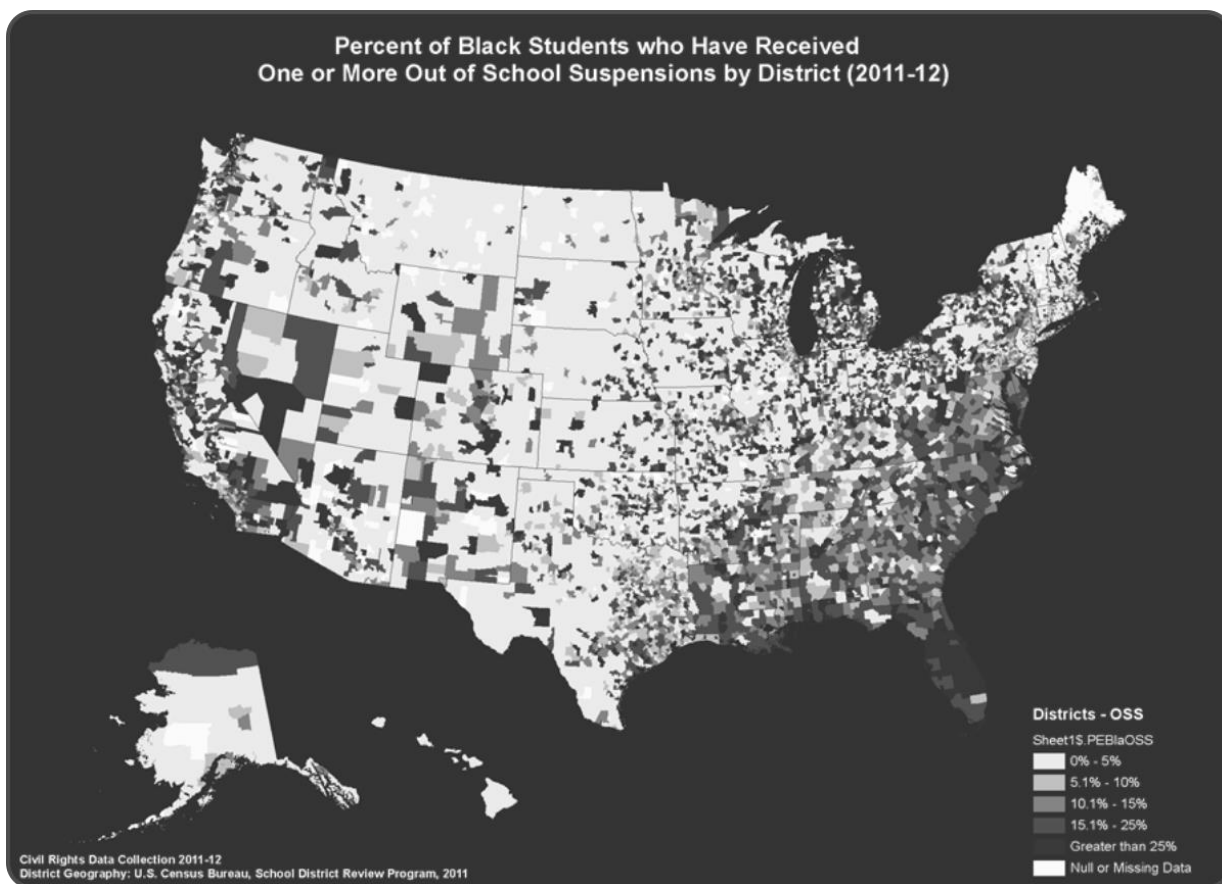 Percent of Black Students who Have Received
One or More Out of School Suspensions by District (2011-12)
Districts - OSS
Sheet1$.PEBlaOSS
0% - 5%
5.1% - 10%
10.1% - 15%
15.1% - 25%
Greater than 25%
Null or Missing Data
Civil Rights Data Collection 2011-12
District Geography: U.S. Census Bureau, School District Review Program, 2011